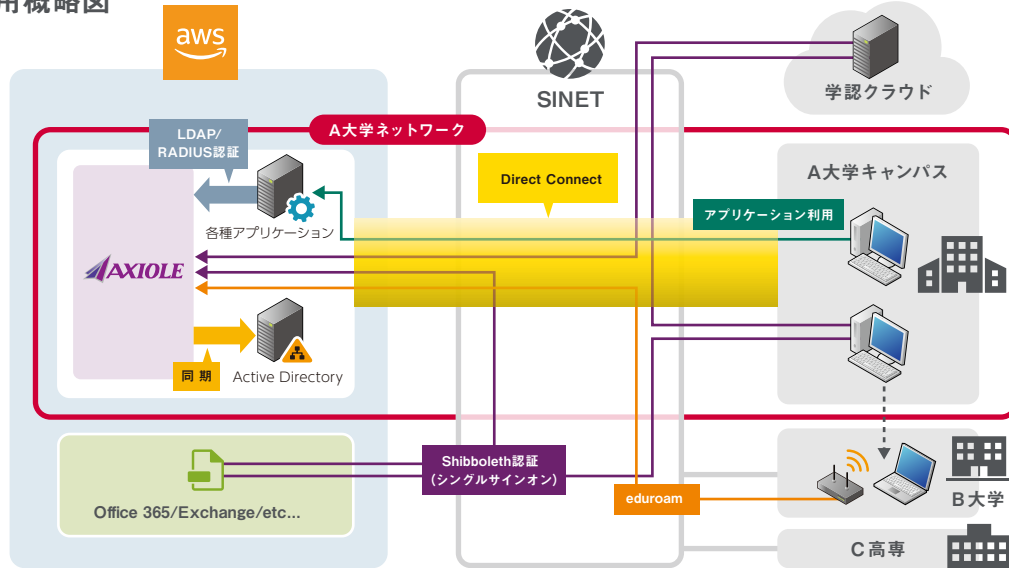 用概略図
aws
SINET
学認クラウド
LDAP/
RADIUS認証
A大学ネットワーク
Direct Connect
A大学キャンパス
アプリケーション利用
各種アプリケーション
AXIOLE
同期
Active Directory
Shibboleth認証
(シングルサインオン)
Office 365/Exchange/etc...
eduroam
B大学
C高専